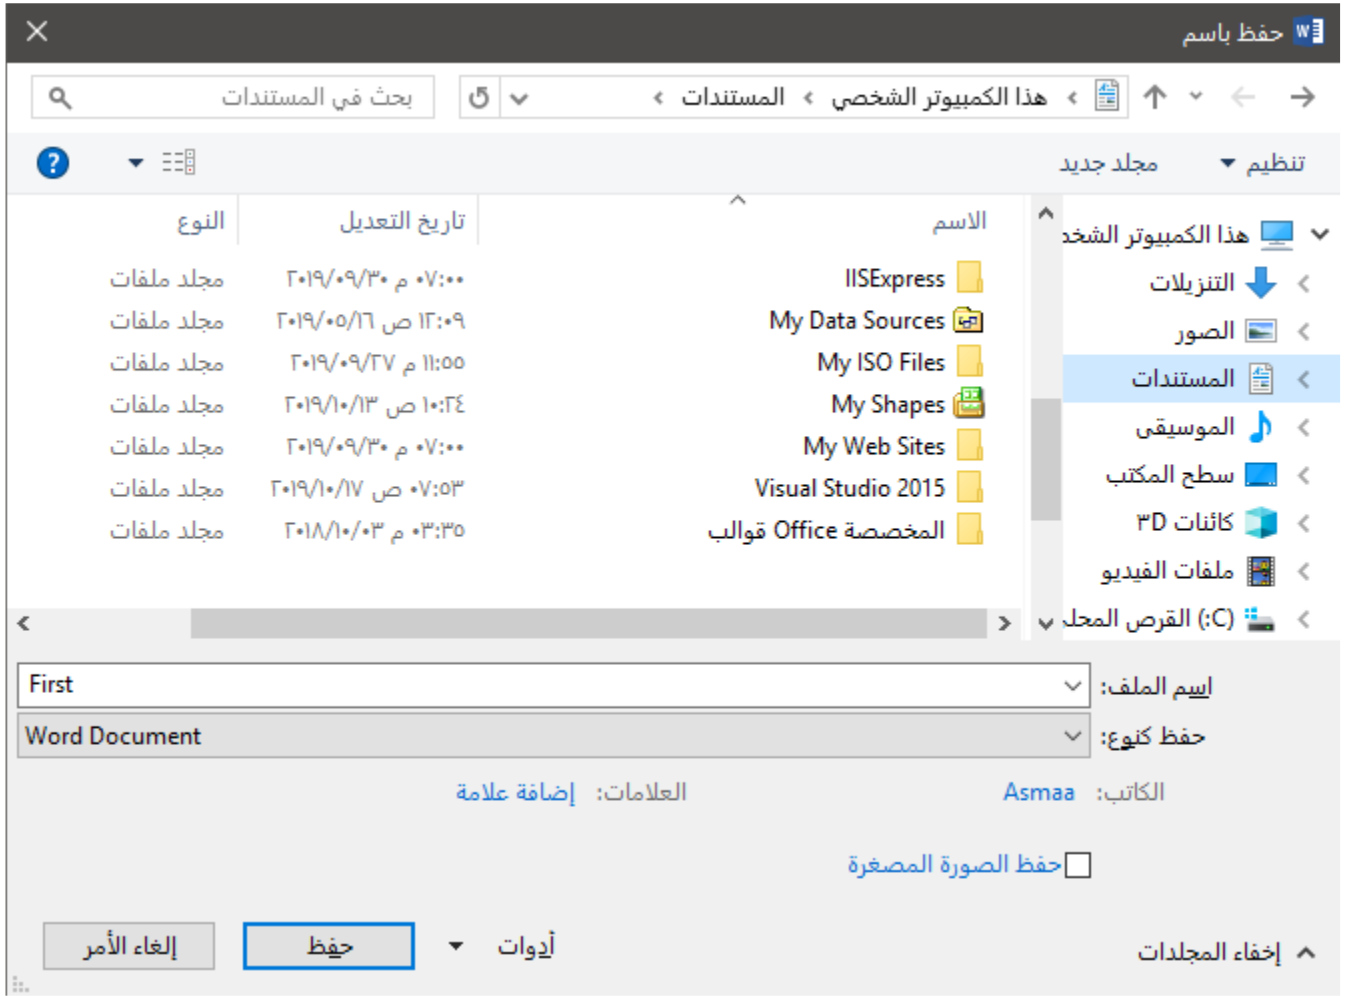 حفظ باسم
هذا الكمبيوتر الشخصي › المستندات ›
بحث في المستندات
تنظيم
مجلد جديد
هذا الكمبيوتر الشخص
التنزيلات
الصور
المستندات
الموسيقى
سطح المكتب
كائنات ٣D
ملفات الفيديو
القرص المحلي (C:)
الاسم تاريخ التعديل النوع
IISExpress ٠٧:٠٠ م ٢٠١٩/٠٩/٣٠ مجلد ملفات
My Data Sources ١٢:٠٩ ص ٢٠١٩/٠٥/١٦ مجلد ملفات
My ISO Files ١١:٥٥ م ٢٠١٩/٠٩/٢٧ مجلد ملفات
My Shapes ١٠:٢٤ ص ٢٠١٩/١٠/١٣ مجلد ملفات
My Web Sites ٠٧:٠٠ م ٢٠١٩/٠٩/٣٠ مجلد ملفات
Visual Studio 2015 ٠٧:٥٣ ص ٢٠١٩/١٠/١٧ مجلد ملفات
المخصصة Office قوالب ٠٣:٣٥ م ٢٠١٨/١٠/٠٣ مجلد ملفات
اسم الملف: First
حفظ كنوع: Word Document
الكاتب: Asmaa العلامات: إضافة علامة
حفظ الصورة المصغرة
إخفاء المجلدات
أدوات
حفظ
إلغاء الأمر